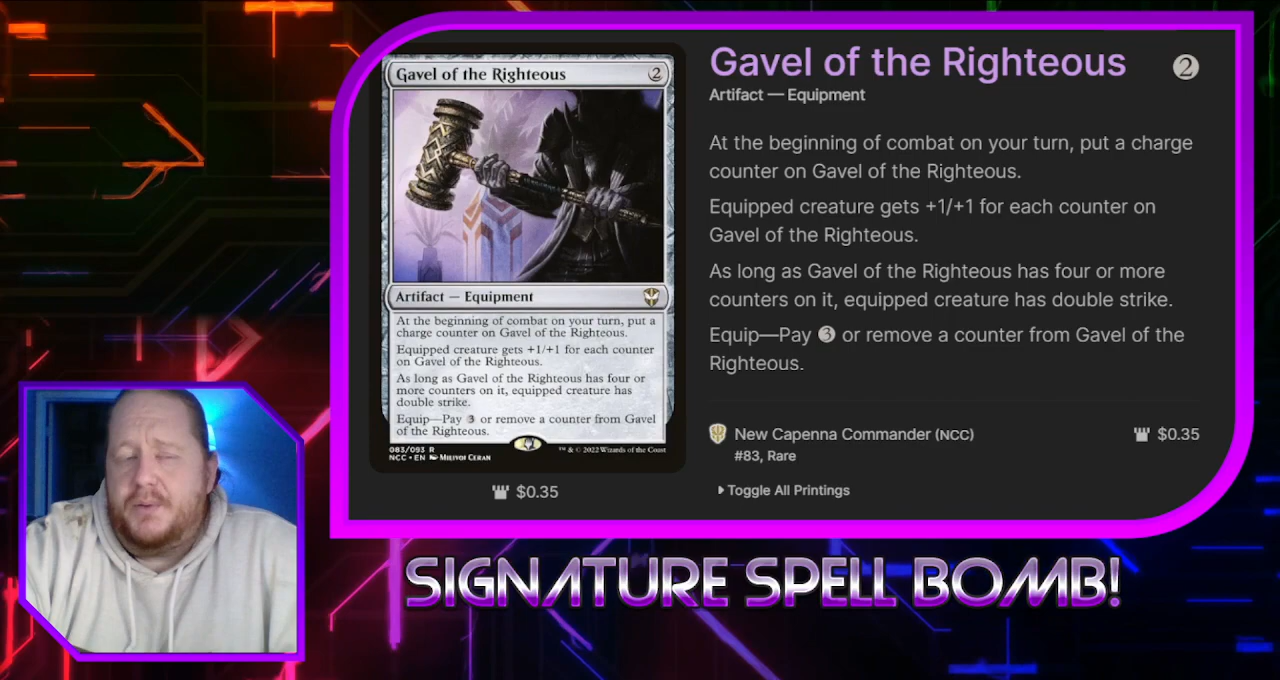 Gavel of the Righteous 2
At the beginning of combat on your turn, put a
charge counter on Gavel of the Righteous.
Equipped creature gets +1/+1 for each counter
on Gavel of the Righteous.
As long as Gavel of the Righteous has four or
more counters on it, equipped creature has
double strike.
Equip—Pay 3 or remove a counter from Gavel
of the Righteous.
Artifact — Equipment
083/093 R
NCC • EN Milivoj Ćeran
™ & © 2022 Wizards of the Coast
$0.35
Gavel of the Righteous 2
Artifact — Equipment
At the beginning of combat on your turn, put a charge
counter on Gavel of the Righteous.
Equipped creature gets +1/+1 for each counter on
Gavel of the Righteous.
As long as Gavel of the Righteous has four or more
counters on it, equipped creature has double strike.
Equip—Pay 3 or remove a counter from Gavel of the
Righteous.
New Capenna Commander (NCC) $0.35
#83, Rare
Toggle All Printings
SIGNATURE SPELL BOMB!